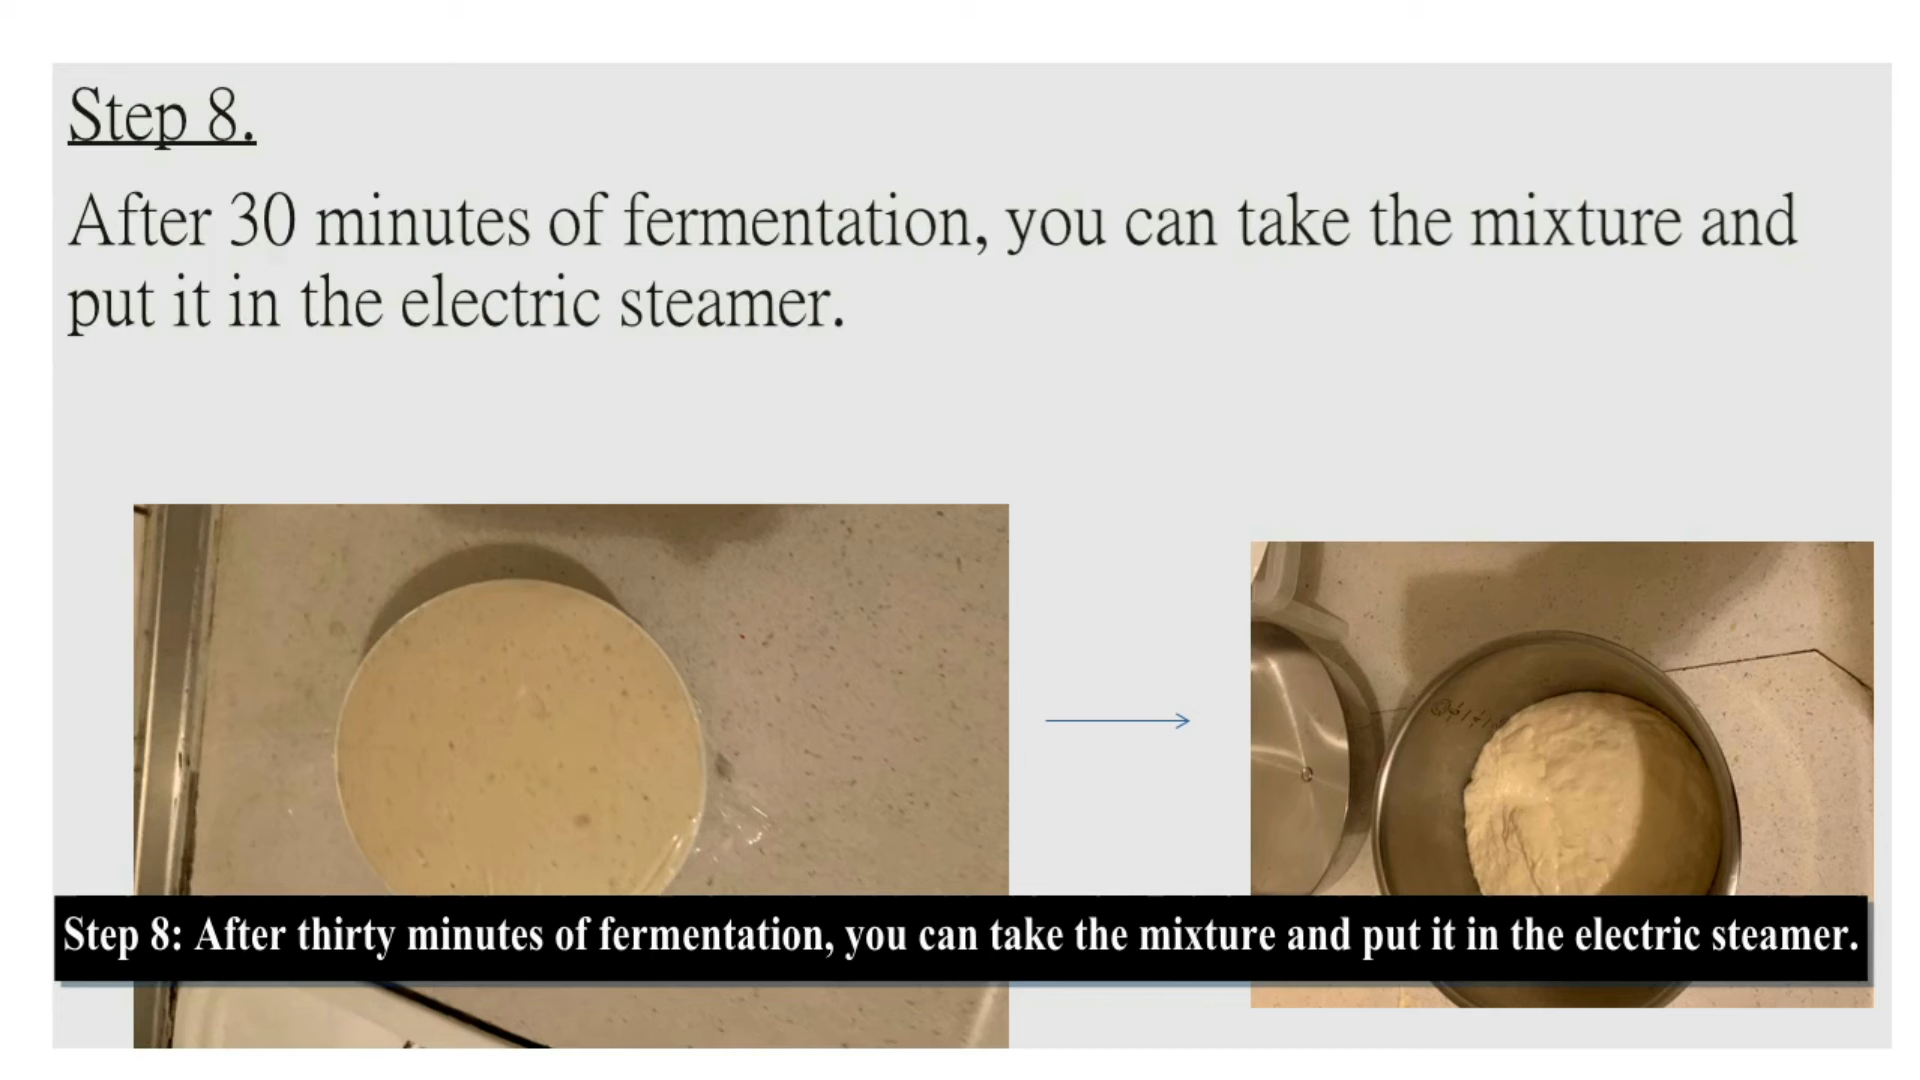 Step 8.
After 30 minutes of fermentation, you can take the mixture and
put it in the electric steamer.
Step 8: After thirty minutes of fermentation, you can take the mixture and put it in the electric steamer.